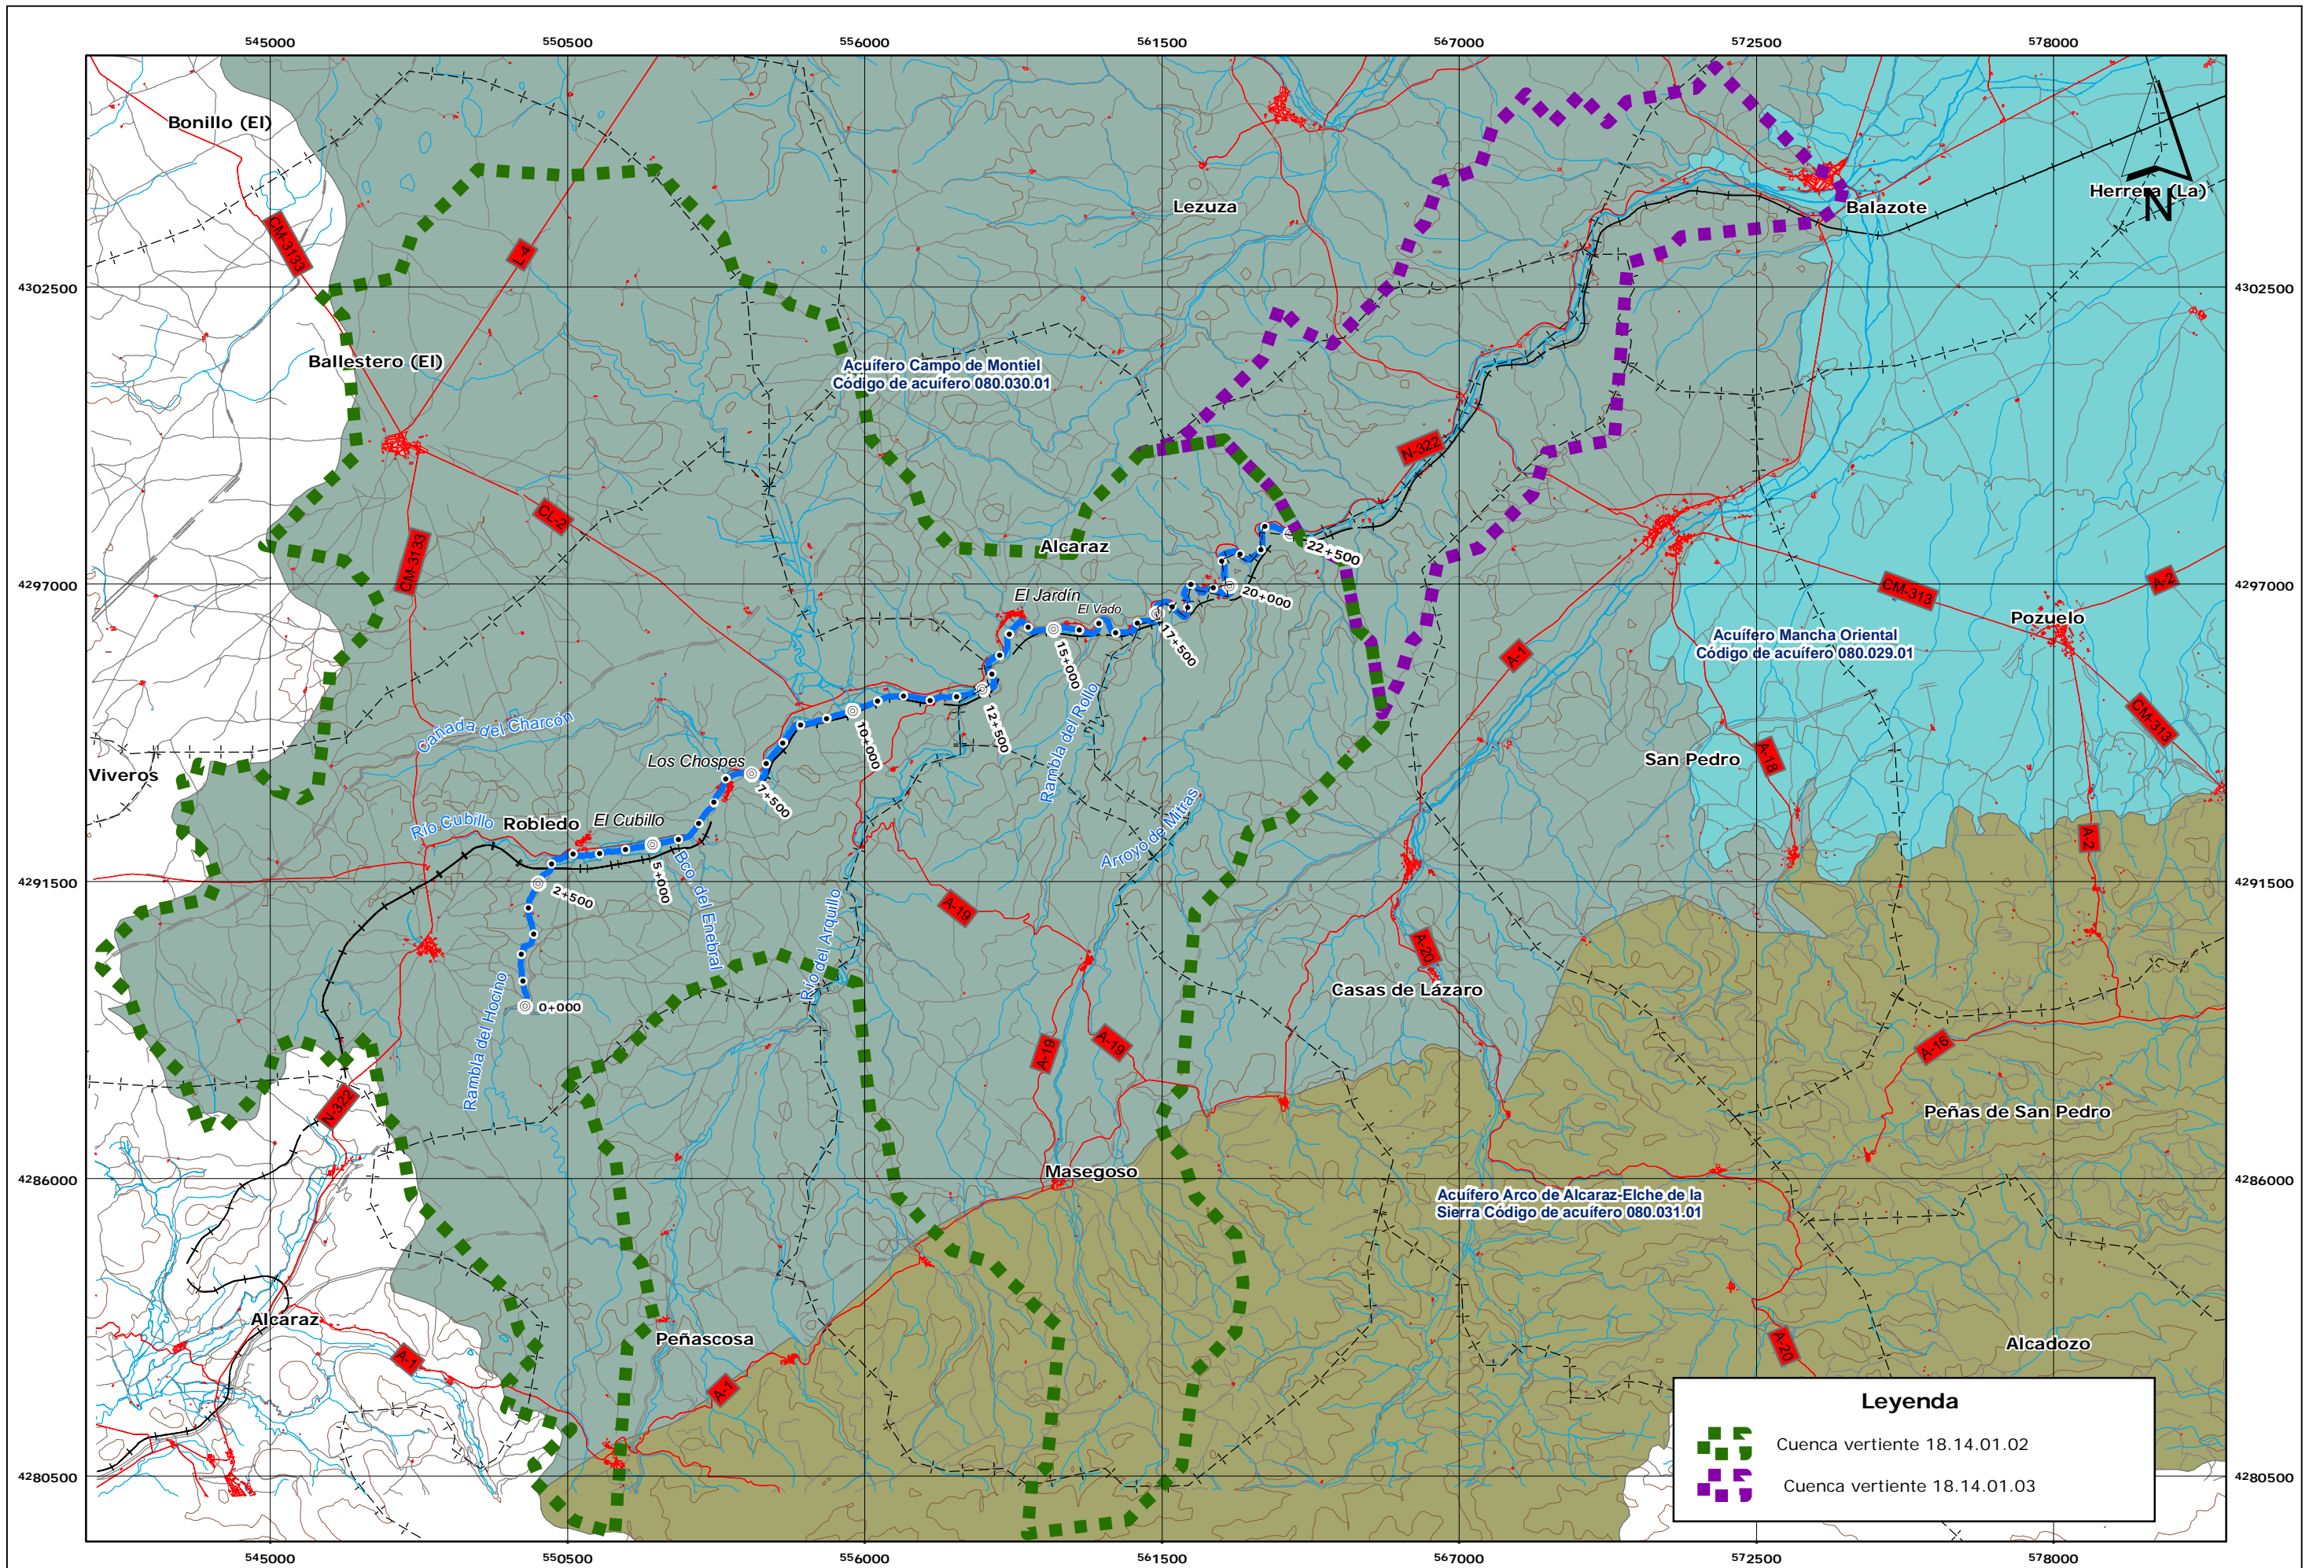 545000 550500 556000 561500 567000 572500 578000
Bonillo (El)
CM-3133
L-4
Lezuza
Balazote
Herrera (La)
N
4302500 4302500
Ballestero (El)
Acuífero Campo de Montiel
Código de acuífero 080.030.01
N-322
CL-2
CM-3133
Alcaraz
22+500
4297000 4297000
El Jardín
El Vado
20+000
CM-313
A-2
Pozuelo
Acuífero Mancha Oriental
Código de acuífero 080.029.01
17+500
15+000
A-1
Rambla del Rollo
12+500
10+000
Cañada del Charcón
CM-313
Viveros
Los Chospes
7+500
San Pedro
A-18
Río Cubillo
Robledo
El Cubillo
Arroyo de Mitras
A-2
5+000
Bco. del Enebral
4291500 4291500
2+500
A-19
Río del Arquillo
A-20
Rambla del Hocino
0+000
Casas de Lázaro
A-19
A-19
A-16
N-322
Peñas de San Pedro
4286000 4286000
Masegoso
Acuífero Arco de Alcaraz-Elche de la
Sierra Código de acuífero 080.031.01
Alcaraz
Peñascosa
A-1
A-1
A-20
Alcadozo
Leyenda
Cuenca vertiente 18.14.01.02
Cuenca vertiente 18.14.01.03
4280500 4280500
545000 550500 556000 561500 567000 572500 578000